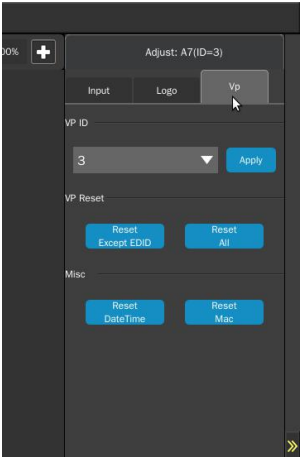 00%
Adjust: A7(ID=3)
Input Logo Vp
VP ID
3 Apply
VP Reset
Reset Except EDID
Reset All
Misc
Reset DateTime
Reset Mac